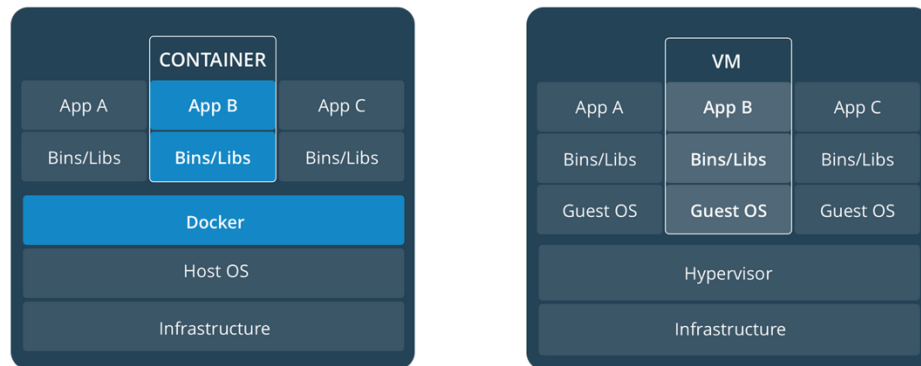 CONTAINER
App A
App B
App C
Bins/Libs
Bins/Libs
Bins/Libs
Docker
Host OS
Infrastructure
VM
App A
App B
App C
Bins/Libs
Bins/Libs
Bins/Libs
Guest OS
Guest OS
Guest OS
Hypervisor
Infrastructure